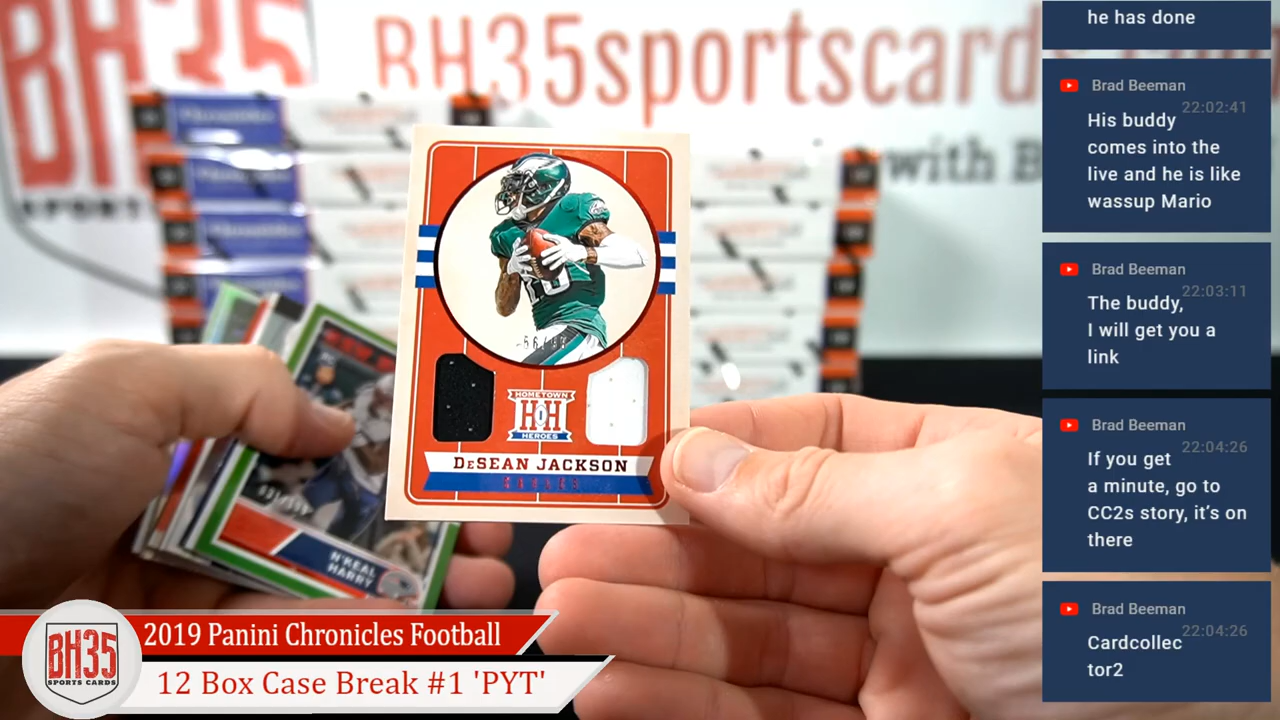 BH35sportscards
with B
BH35
SPORTS
HOMETOWN
HH
HEROES
DeSEAN JACKSON
EAGLES
N'KEAL
HARRY
BH35
SPORTS CARDS
2019 Panini Chronicles Football
12 Box Case Break #1 'PYT'
he has done
Brad Beeman
22:02:41
His buddy
comes into the
live and he is like
wassup Mario
Brad Beeman
22:03:11
The buddy,
I will get you a
link
Brad Beeman
22:04:26
If you get
a minute, go to
CC2s story, it's on
there
Brad Beeman
22:04:26
Cardcollec
tor2